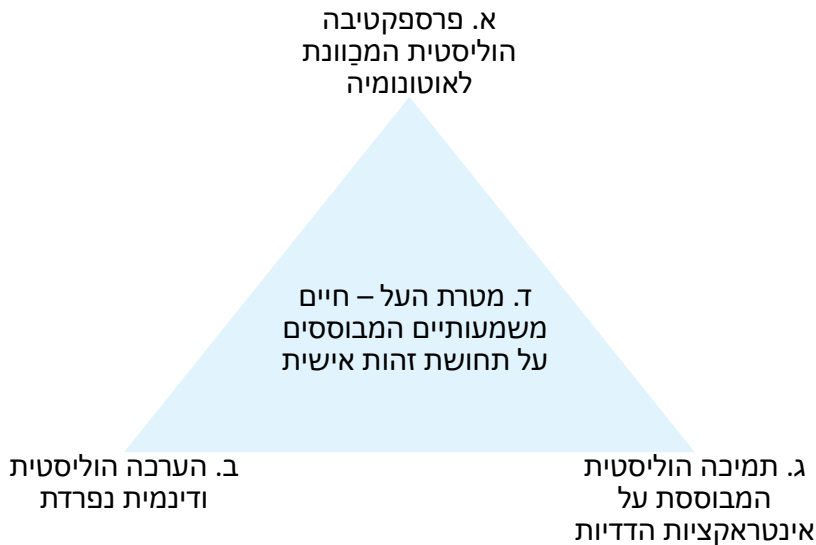 א. פרספקטיבה
הוליסטית המכַוונת
לאוטונומיה
ד. מטרת העל – חיים
משמעותיים המבוססים
על תחושת זהות אישית
ב. הערכה הוליסטית
ודינמית נפרדת
ג. תמיכה הוליסטית
המבוססת על
אינטראקציות הדדיות